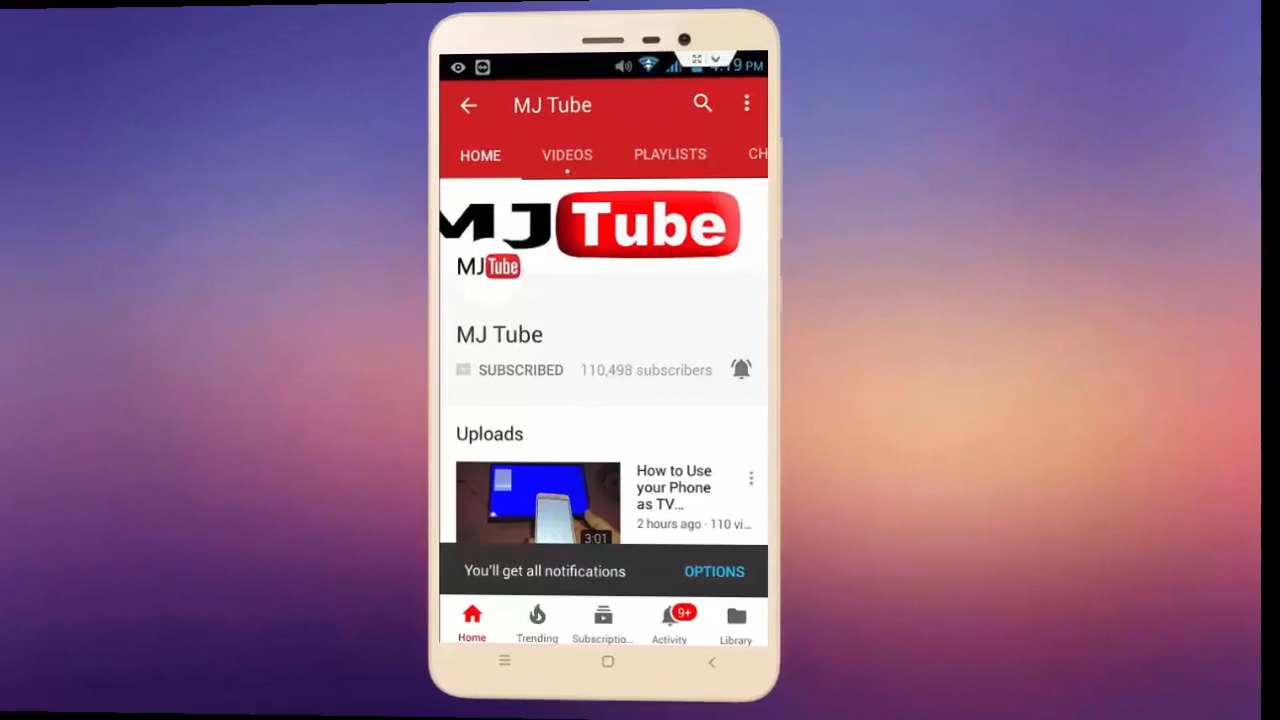 PM
MJ Tube
HOME VIDEOS PLAYLISTS CH
MJ Tube
MJ Tube
MJ Tube
SUBSCRIBED 110,498 subscribers
Uploads
How to Use
your Phone
as TV...
2 hours ago · 110 vi...
3:01
You'll get all notifications OPTIONS
9+
Home Trending Subscriptio... Activity Library